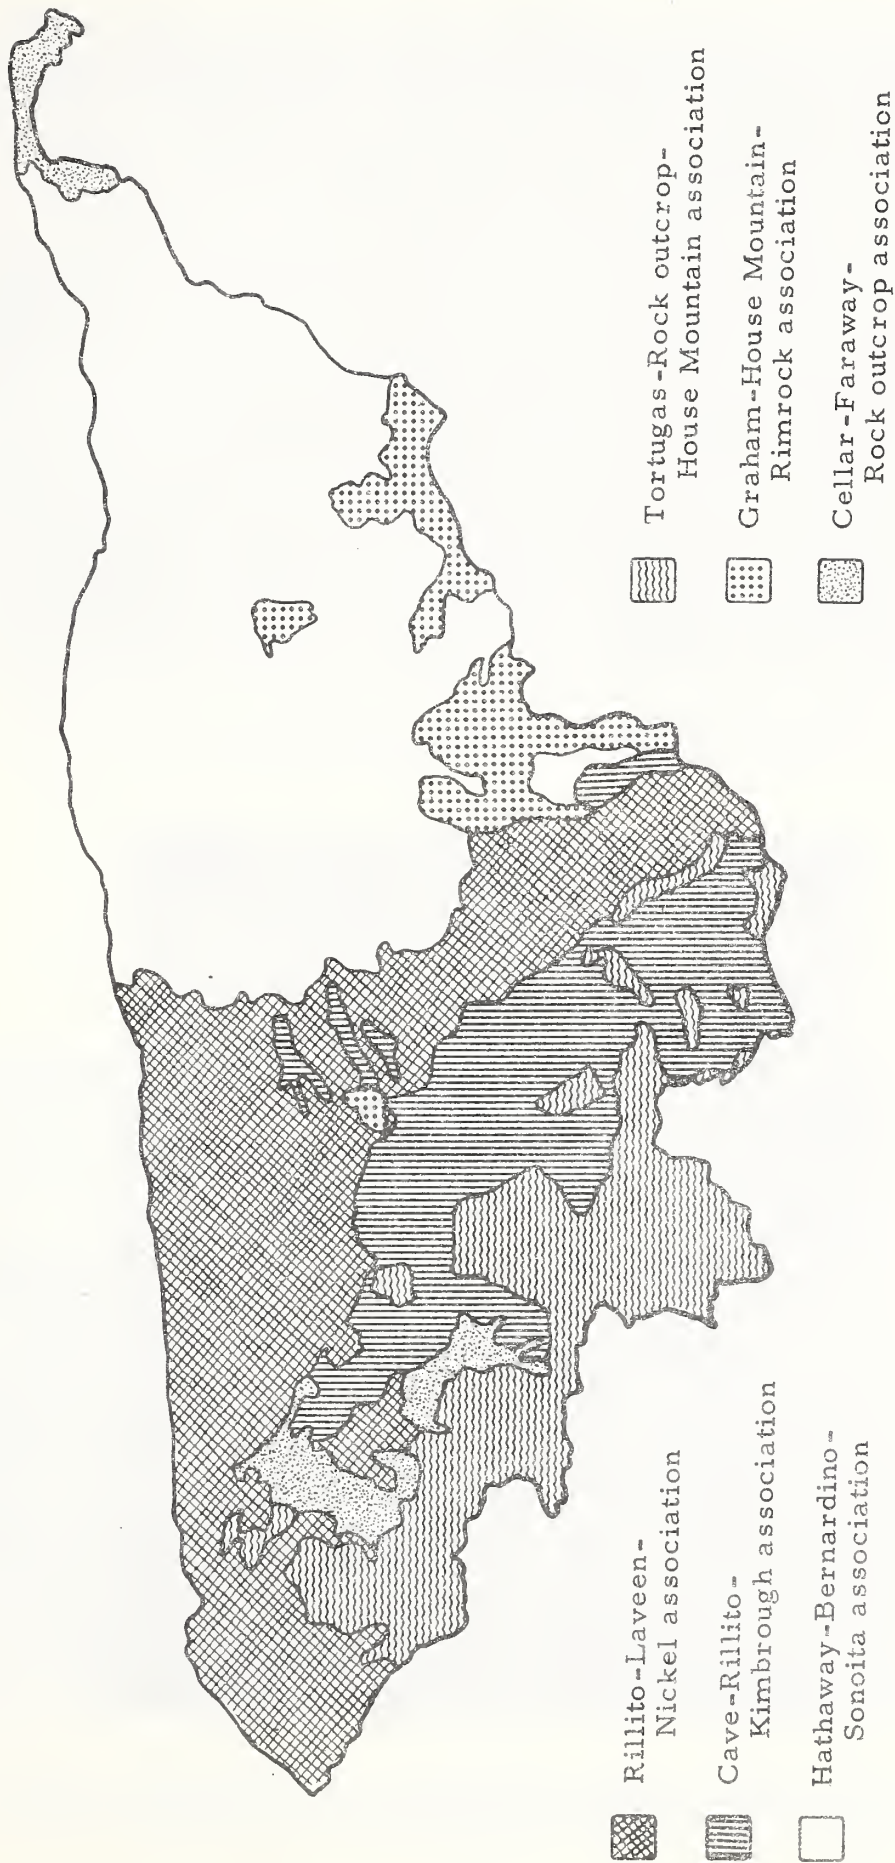 Rillito-Laveen-
Nickel association
Cave-Rillito-
Kimbrough association
Hathaway-Bernardino-
Sonoita association
Tortugas-Rock outcrop-
House Mountain association
Graham-House Mountain-
Rimrock association
Cellar-Faraway-
Rock outcrop association